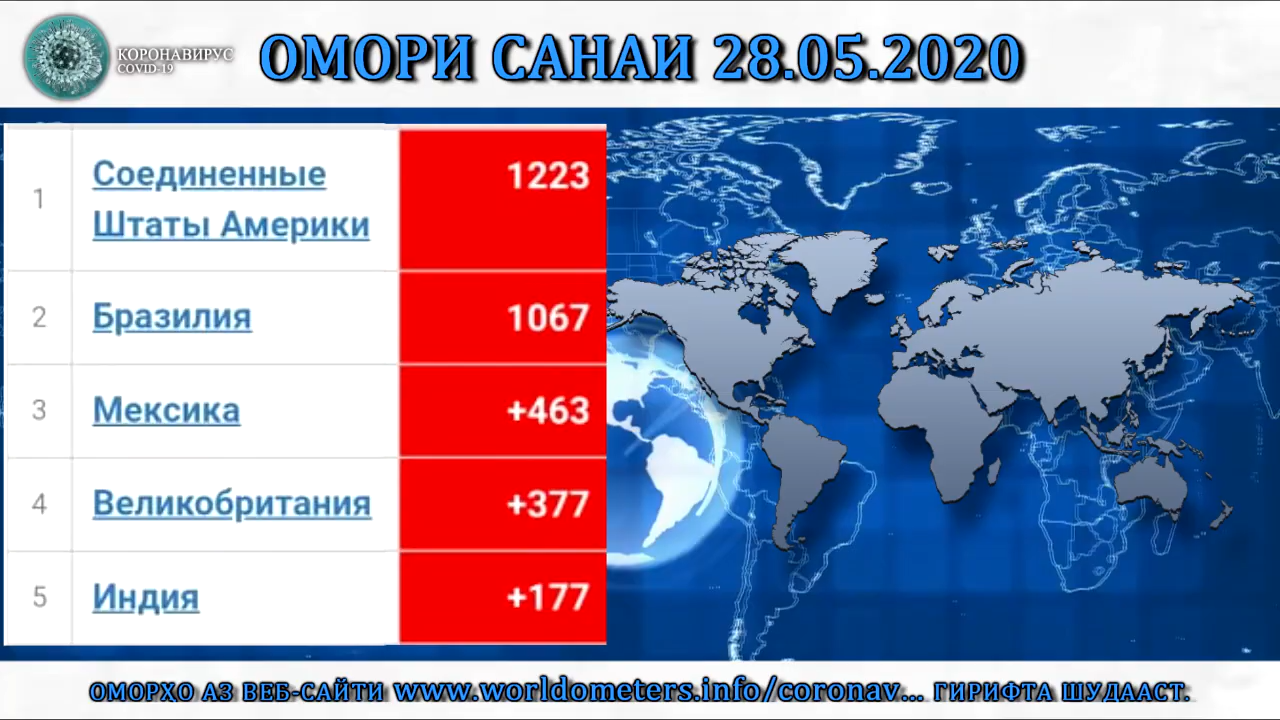 КОРОНАВИРУС
COVID-19
ОМОРИ САНАИ 28.05.2020
1 Соединенные Штаты Америки 1223
2 Бразилия 1067
3 Мексика +463
4 Великобритания +377
5 Индия +177
ОМОРҲО АЗ ВЕБ-САЙТИ www.worldometers.info/coronav... ГИРИФТА ШУДААСТ.